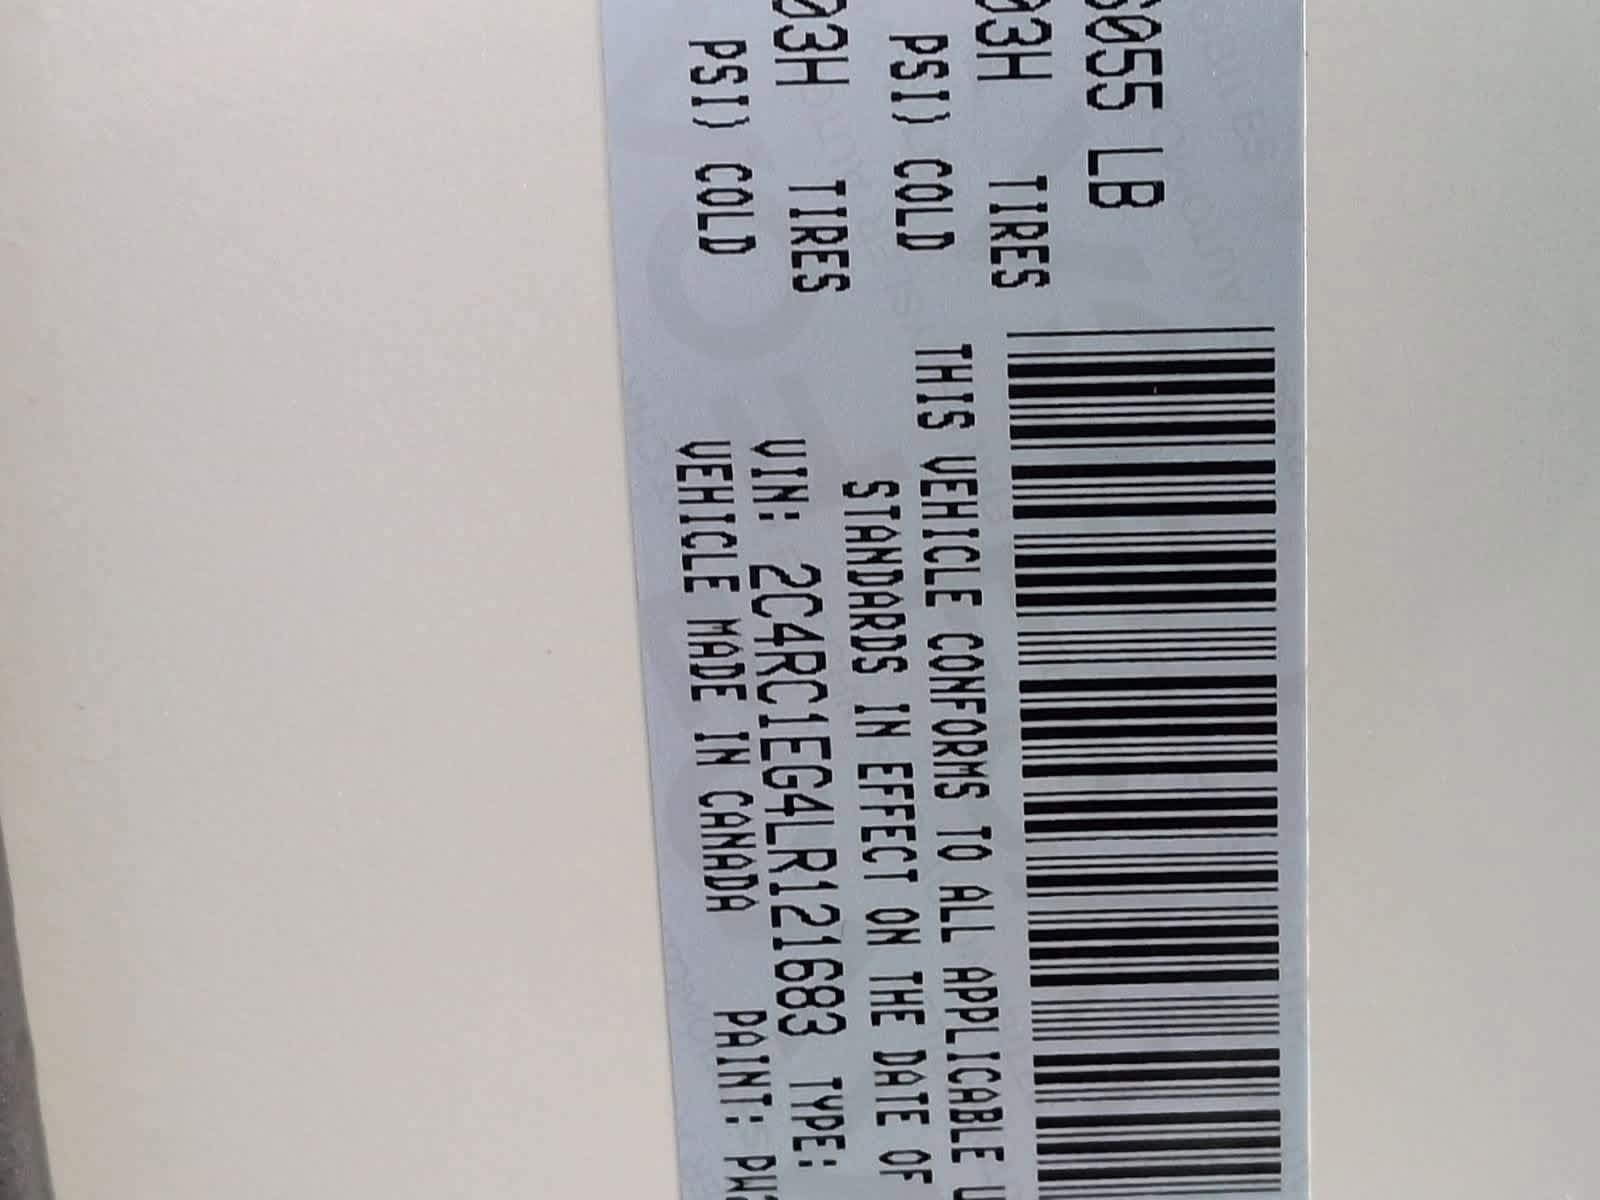 6055 LB
03H TIRES
PSI) COLD
03H TIRES
PSI) COLD
THIS VEHICLE CONFORMS TO ALL APPLICABLE U
STANDARDS IN EFFECT ON THE DATE OF
VIN: 2C4RC1EG4LR121683 TYPE:
VEHICLE MADE IN CANADA PAINT: